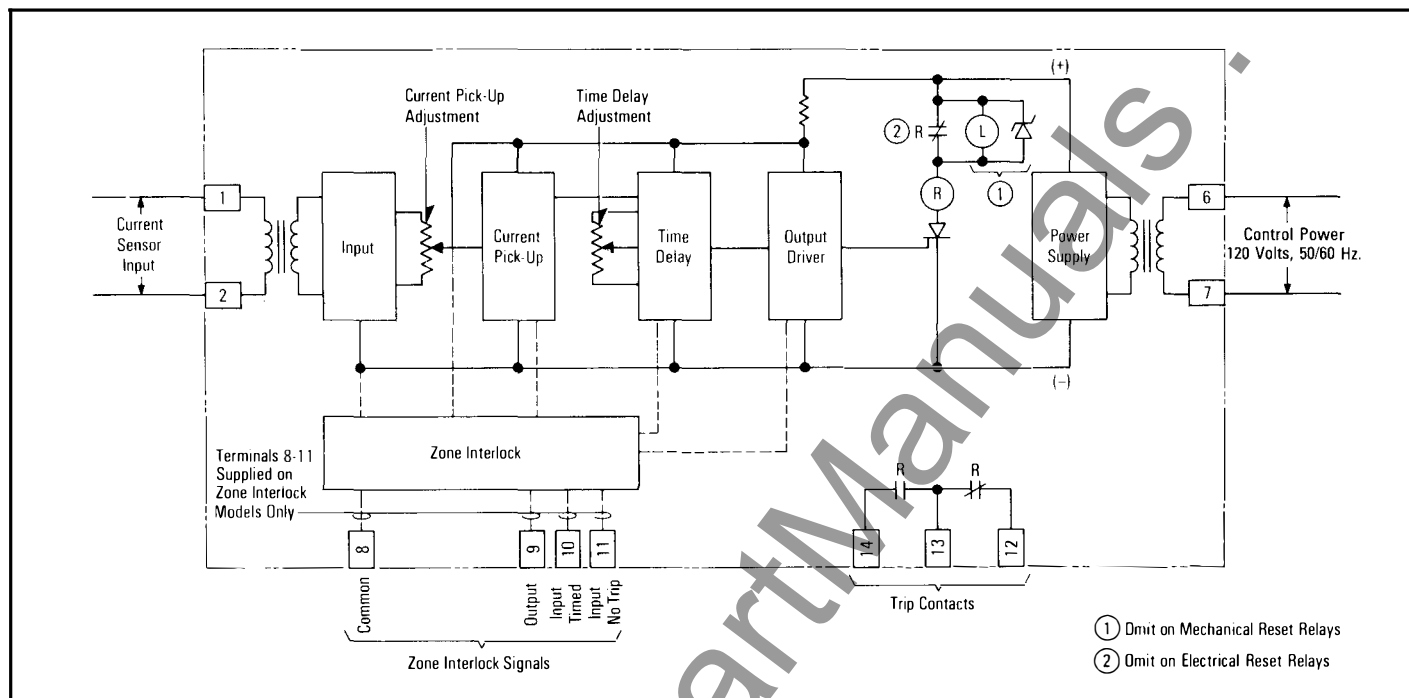 Current Pick-Up
Adjustment
Time Delay
Adjustment
(+)
2 R
L
1
R
1
Current
Sensor
Input
2
Input
Current
Pick-Up
Time
Delay
Output
Driver
Power
Supply
6
Control Power
120 Volts, 50/60 Hz.
7
(-)
Zone Interlock
Terminals 8-11
Supplied on
Zone Interlock
Models Only
8
9
10
11
Common
Output
Input
Timed
Input
No Trip
Zone Interlock Signals
R
R
14
13
12
Trip Contacts
1 Omit on Mechanical Reset Relays
2 Omit on Electrical Reset Relays
artManuals.